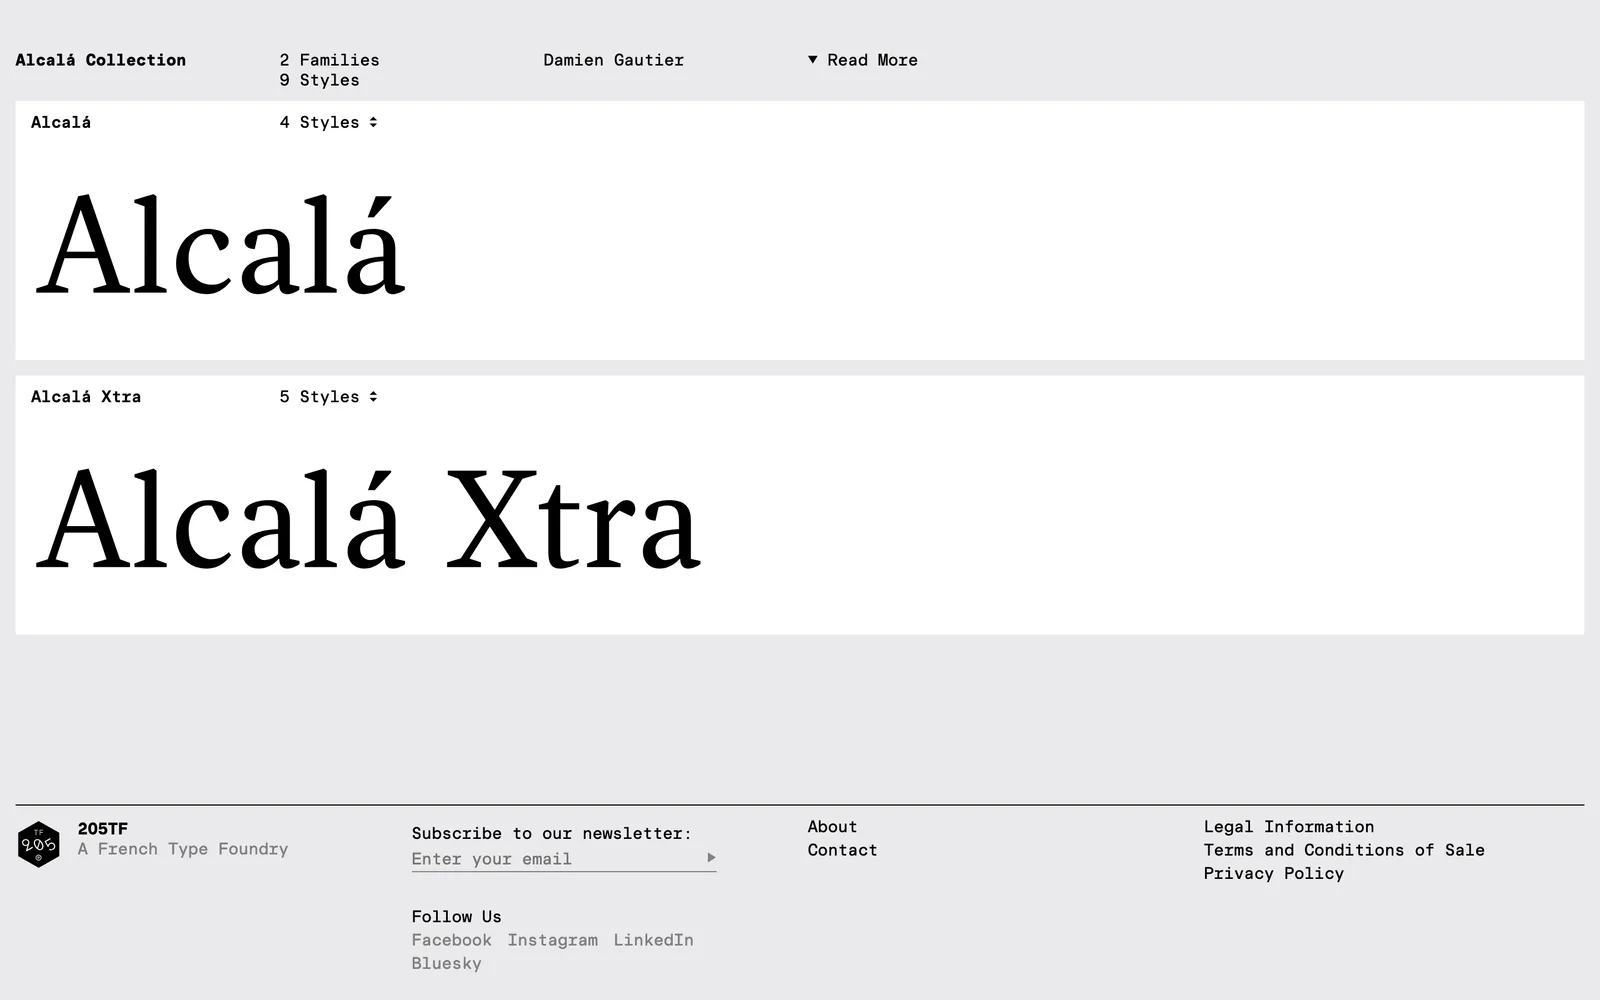 Alcalá Collection
2 Families
9 Styles
Damien Gautier
▼ Read More
Alcalá
4 Styles
Alcalá
Alcalá Xtra
5 Styles
Alcalá Xtra
TF
205
205TF
A French Type Foundry
Subscribe to our newsletter:
Enter your email
Follow Us
Facebook Instagram LinkedIn
Bluesky
About
Contact
Legal Information
Terms and Conditions of Sale
Privacy Policy